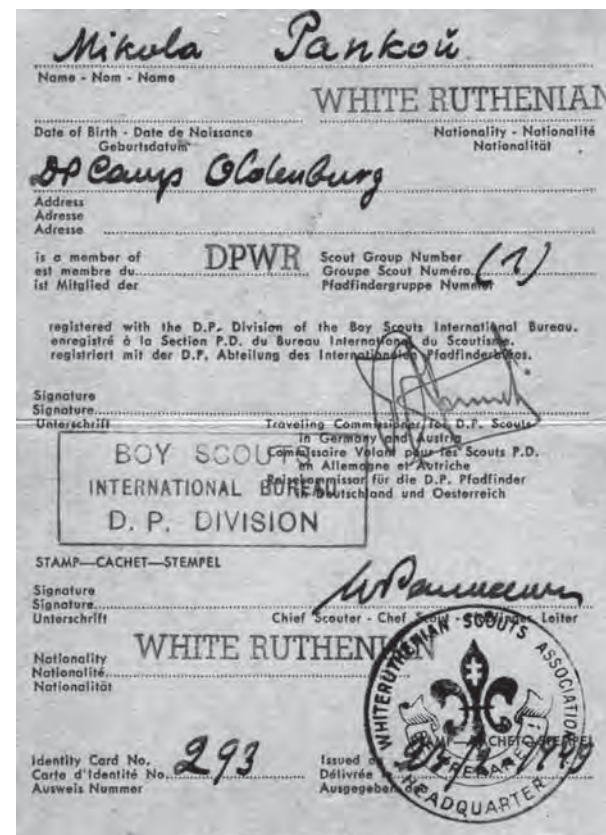 Mikola Pankoŭ
Name - Nom - Name
WHITE RUTHENIAN
Date of Birth - Date de Naissance
Geburtsdatum
Nationality - Nationalité
Nationalität
DP Camp Oldenburg
Address
Adresse
Adresse
is a member of
est membre du
ist Mitglied der
DPWR
Scout Group Number
Groupe Scout Numéro
Pfadfindergruppe Nummer
(1)
registered with the D.P. Division of the Boy Scouts International Bureau.
enregistré à la Section P.D. du Bureau International du Scoutisme.
registriert mit der D.P. Abteilung des Internationalen Pfadfinderbüros.
Signature
Signature
Unterschrift
Traveling Commissioner for D.P. Scouts
in Germany and Austria
Commissaire Volant pour les Scouts P.D.
en Allemagne et Autriche
Reisekommissar für die D.P. Pfadfinder
in Deutschland und Oesterreich
BOY SCOUTS
INTERNATIONAL BUREAU
D. P. DIVISION
STAMP—CACHET—STEMPEL
Signature
Signature
Unterschrift
Chief Scouter - Chef Scout - Leiter
Nationality
Nationalité
Nationalität
WHITE RUTHENIAN
WHITERUTHENIAN SCOUTS ASSOCIATION
HEADQUARTER
STAMP—CACHET—STEMPEL
Identity Card No.
Carte d'Identité No.
Ausweis Nummer
293
Issued
Délivrée
Ausgegeben